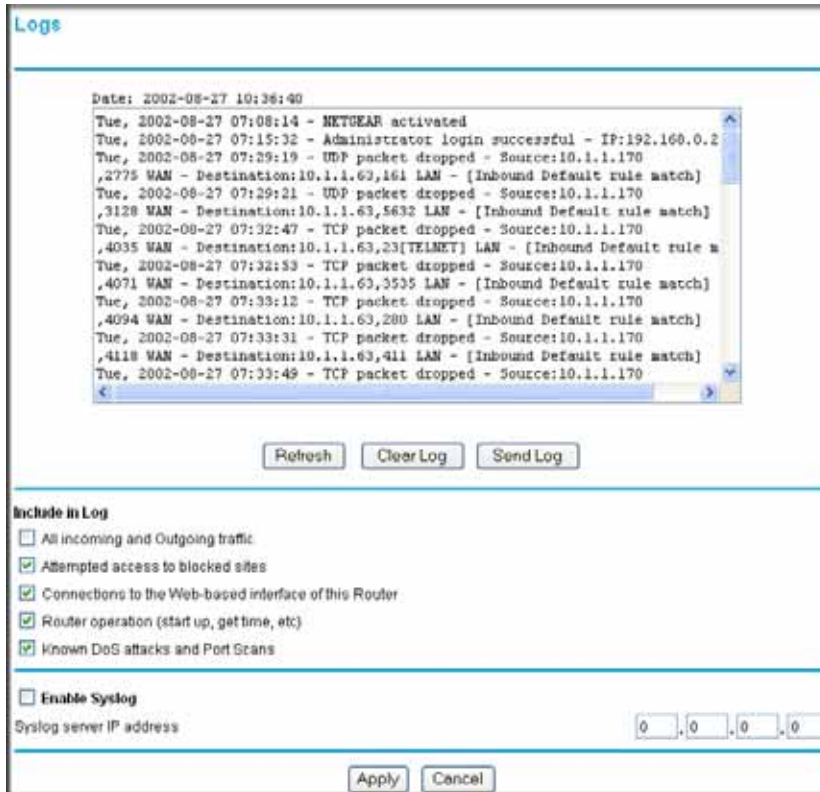 Logs
Date: 2002-08-27 10:36:40
Tue, 2002-08-27 07:08:14 - NETGEAR activated
Tue, 2002-08-27 07:15:32 - Administrator login successful - IP:192.168.0.2
Tue, 2002-08-27 07:29:19 - UDP packet dropped - Source:10.1.1.170
,2775 WAN - Destination:10.1.1.63,161 LAN - [Inbound Default rule match]
Tue, 2002-08-27 07:29:21 - UDP packet dropped - Source:10.1.1.170
,3128 WAN - Destination:10.1.1.63,5632 LAN - [Inbound Default rule match]
Tue, 2002-08-27 07:32:47 - TCP packet dropped - Source:10.1.1.170
,4035 WAN - Destination:10.1.1.63,23[TELNET] LAN - [Inbound Default rule m
Tue, 2002-08-27 07:32:53 - TCP packet dropped - Source:10.1.1.170
,4071 WAN - Destination:10.1.1.63,3535 LAN - [Inbound Default rule match]
Tue, 2002-08-27 07:33:12 - TCP packet dropped - Source:10.1.1.170
,4094 WAN - Destination:10.1.1.63,280 LAN - [Inbound Default rule match]
Tue, 2002-08-27 07:33:31 - TCP packet dropped - Source:10.1.1.170
,4118 WAN - Destination:10.1.1.63,411 LAN - [Inbound Default rule match]
Tue, 2002-08-27 07:33:49 - TCP packet dropped - Source:10.1.1.170
Refresh Clear Log Send Log
Include in Log
All incoming and Outgoing traffic
Attempted access to blocked sites
Connections to the Web-based interface of this Router
Router operation (start up, get time, etc)
Known DoS attacks and Port Scans
Enable Syslog
Syslog server IP address 0 . 0 . 0 . 0
Apply Cancel